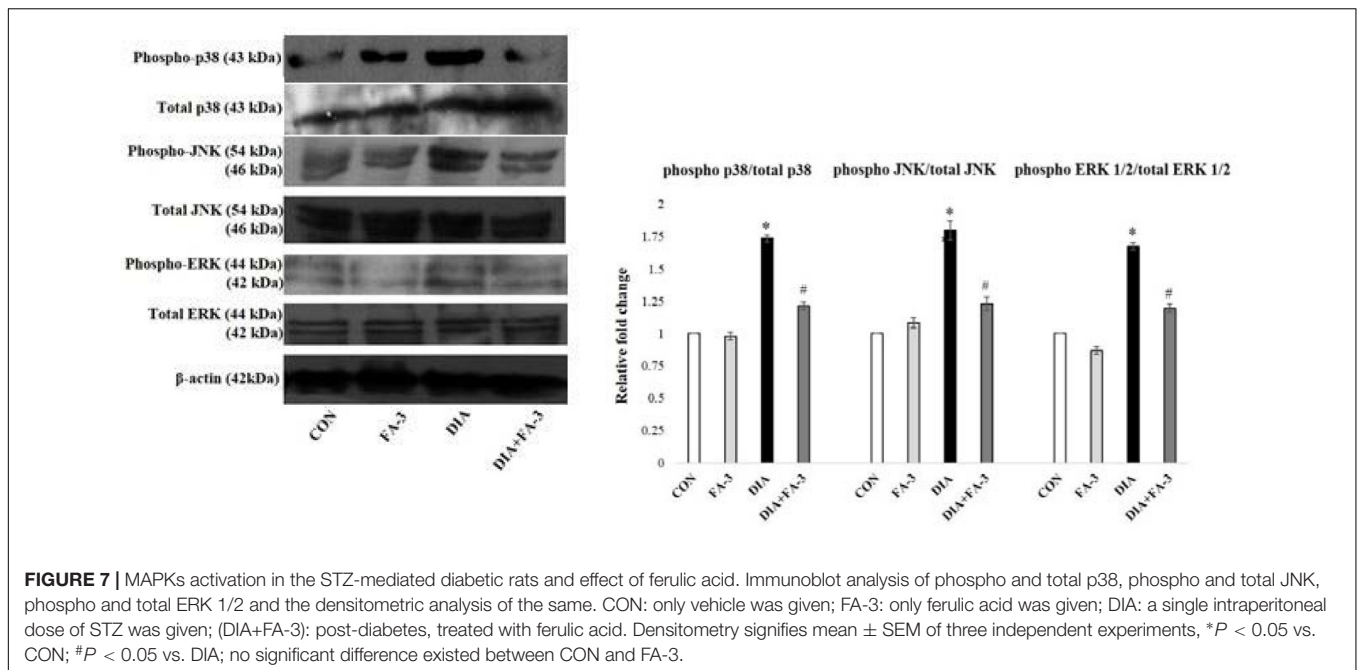 Phospho-p38 (43 kDa)
Total p38 (43 kDa)
Phospho-JNK (54 kDa)
(46 kDa)
Total JNK (54 kDa)
(46 kDa)
Phospho-ERK (44 kDa)
(42 kDa)
Total ERK (44 kDa)
(42 kDa)
β-actin (42kDa)
CON FA-3 DIA DIA+FA-3
phospho p38/total p38 phospho JNK/total JNK phospho ERK 1/2/total ERK 1/2
Relative fold change
2
1.75
1.5
1.25
1
0.75
0.5
0.25
0
* # * # * #
CON FA-3 DIA DIA+FA-3 CON FA-3 DIA DIA+FA-3 CON FA-3 DIA DIA+FA-3
FIGURE 7 | MAPKs activation in the STZ-mediated diabetic rats and effect of ferulic acid. Immunoblot analysis of phospho and total p38, phospho and total JNK,
phospho and total ERK 1/2 and the densitometric analysis of the same. CON: only vehicle was given; FA-3: only ferulic acid was given; DIA: a single intraperitoneal
dose of STZ was given; (DIA+FA-3): post-diabetes, treated with ferulic acid. Densitometry signifies mean ± SEM of three independent experiments, *P < 0.05 vs.
CON; #P < 0.05 vs. DIA; no significant difference existed between CON and FA-3.